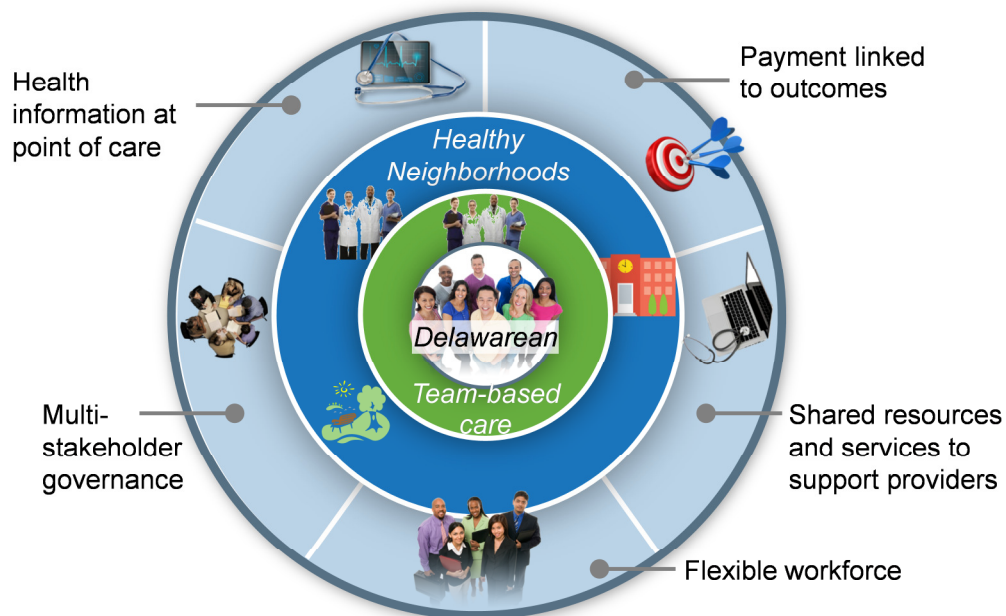 Health
information at
point of care
Payment linked
to outcomes
Healthy
Neighborhoods
Delawarean
Team-based
care
Multi-
stakeholder
governance
Shared resources
and services to
support providers
Flexible workforce